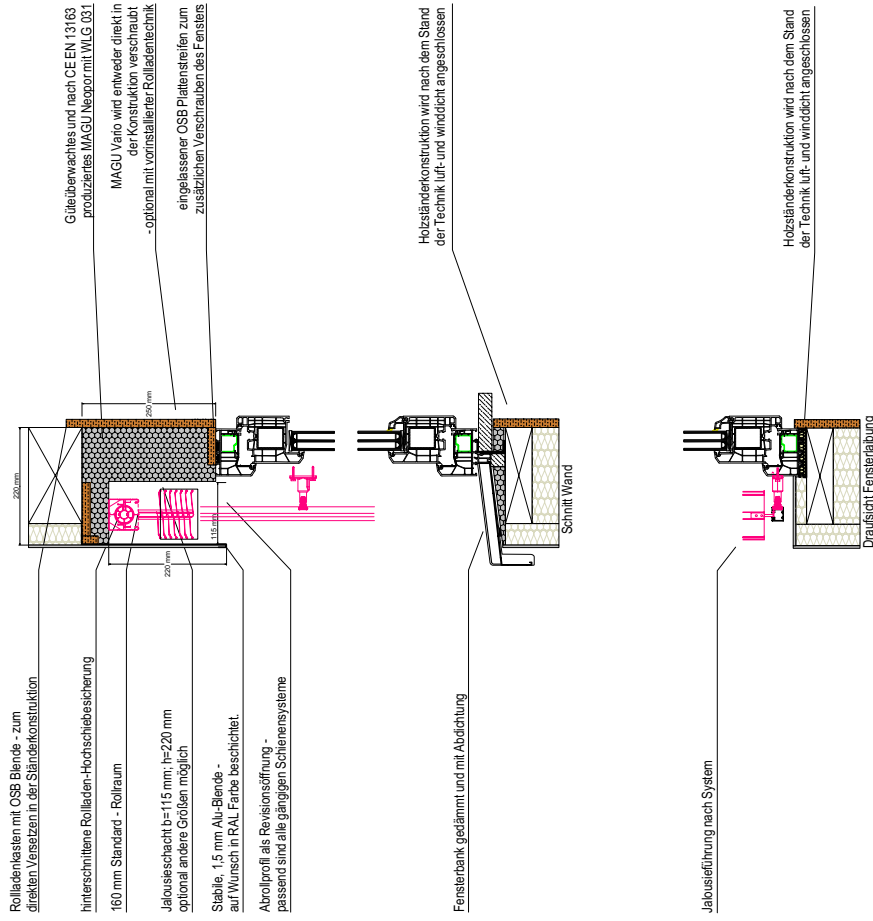 Rollladenkasten mit OSB Blende - zum
direkten Versetzen in der Ständerkonstruktion
hinterschnittene Rollladen-Hochschiebesicherung
160 mm Standard - Rollraum
Jalousieschacht b=115 mm; h=220 mm
optional andere Größen möglich
Stabile, 1,5 mm Alu-Blende -
auf Wunsch in RAL Farbe beschichtet.
Abrollprofil als Revisionsöffnung -
passend sind alle gängigen Schienensysteme
Fensterbank gedämmt und mit Abdichtung
Jalousieführung nach System
220 mm
250 mm
115 mm
220 mm
Schnitt Wand
Draufsicht Fensterlaibung
Güteüberwachtes und nach CE EN 13163
produziertes MAGU Neopor mit WLG 031
MAGU Vario wird entweder direkt in
der Konstruktion verschraubt
- optional mit vorinstallierter Rollladentechnik
eingelassener OSB Plattenstreifen zum
zusätzlichen Verschrauben des Fensters
Holzständerkonstruktion wird nach dem Stand
der Technik luft- und winddicht angeschlossen
Holzständerkonstruktion wird nach dem Stand
der Technik luft- und winddicht angeschlossen